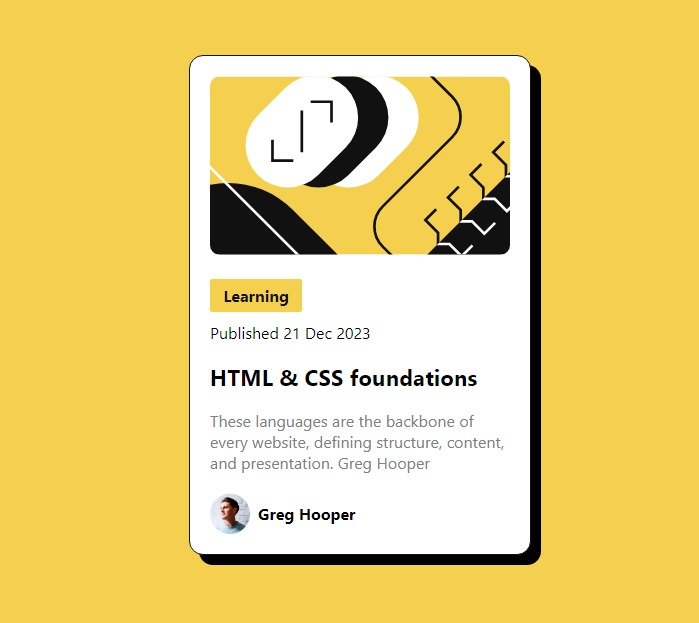 Learning
Published 21 Dec 2023
HTML & CSS foundations
These languages are the backbone of
every website, defining structure, content,
and presentation. Greg Hooper
Greg Hooper